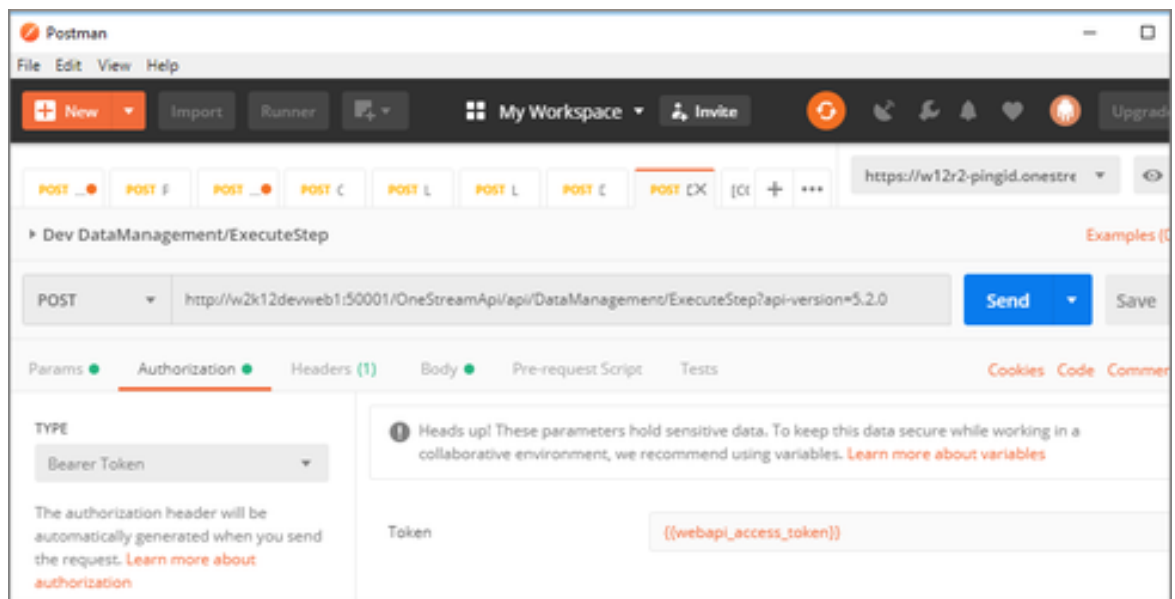 Postman
File Edit View Help
New Import Runner My Workspace Invite Upgrad
POST _ POST F POST _ POST C POST L POST L POST POST [CC + ••• https://w12r2-pingid.onestre
Dev DataManagement/ExecuteStep Examples (0
POST http://w2k12devweb1:50001/OneStreamApi/api/DataManagement/ExecuteStep?api-version=5.2.0 Send Save
Params Authorization Headers (1) Body Pre-request Script Tests Cookies Code Commen
TYPE
Bearer Token
The authorization header will be
automatically generated when you send
the request. Learn more about
authorization
Heads up! These parameters hold sensitive data. To keep this data secure while working in a
collaborative environment, we recommend using variables. Learn more about variables
Token {{webapi_access_token}}